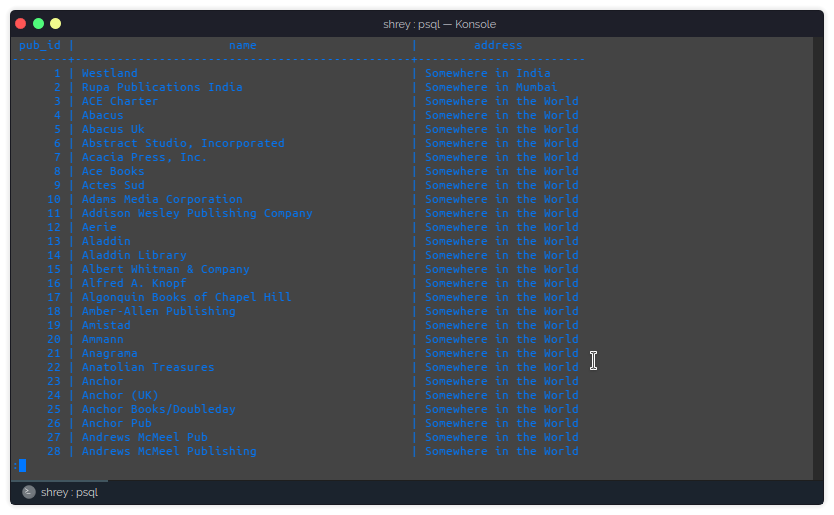 shrey : psql — Konsole
pub_id | name | address
--------+------------------------------------------------+-----------------------
1 | Westland | Somewhere in India
2 | Rupa Publications India | Somewhere in Mumbai
3 | ACE Charter | Somewhere in the World
4 | Abacus | Somewhere in the World
5 | Abacus Uk | Somewhere in the World
6 | Abstract Studio, Incorporated | Somewhere in the World
7 | Acacia Press, Inc. | Somewhere in the World
8 | Ace Books | Somewhere in the World
9 | Actes Sud | Somewhere in the World
10 | Adams Media Corporation | Somewhere in the World
11 | Addison Wesley Publishing Company | Somewhere in the World
12 | Aerie | Somewhere in the World
13 | Aladdin | Somewhere in the World
14 | Aladdin Library | Somewhere in the World
15 | Albert Whitman & Company | Somewhere in the World
16 | Alfred A. Knopf | Somewhere in the World
17 | Algonquin Books of Chapel Hill | Somewhere in the World
18 | Amber-Allen Publishing | Somewhere in the World
19 | Amistad | Somewhere in the World
20 | Ammann | Somewhere in the World
21 | Anagrama | Somewhere in the World
22 | Anatolian Treasures | Somewhere in the World
23 | Anchor | Somewhere in the World
24 | Anchor (UK) | Somewhere in the World
25 | Anchor Books/Doubleday | Somewhere in the World
26 | Anchor Pub | Somewhere in the World
27 | Andrews McMeel Pub | Somewhere in the World
28 | Andrews McMeel Publishing | Somewhere in the World
:
shrey : psql